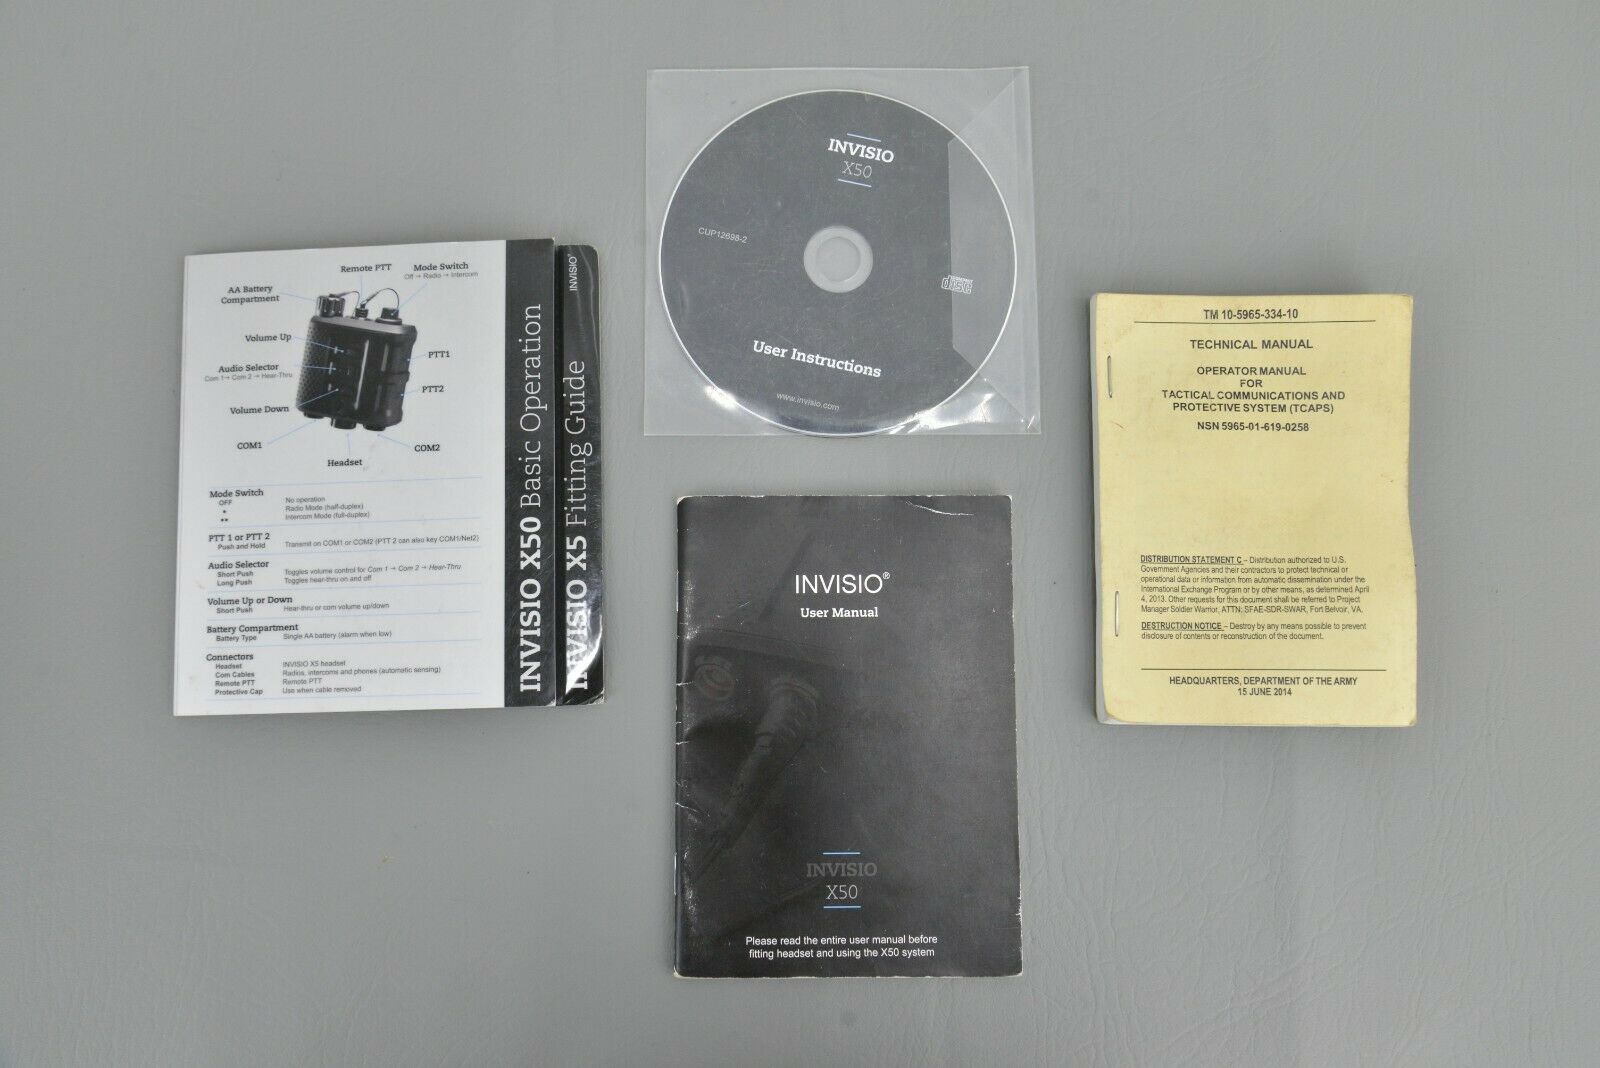 Remote PTT
Mode Switch
Off → Radio → Intercom
AA Battery
Compartment
Volume Up
Audio Selector
Com 1 → Com 2 → Hear-Thru
Volume Down
PTT1
PTT2
COM1
COM2
Headset
Mode Switch
OFF No operation
• Radio Mode (half-duplex)
•• Intercom Mode (full-duplex)
PTT 1 or PTT 2
Push and Hold Transmit on COM1 or COM2 (PTT 2 can also key COM1/Net2)
Audio Selector
Short Push Toggles volume control for Com 1 → Com 2 → Hear-Thru
Long Push Toggles hear-thru on and off
Volume Up or Down
Short Push Hear-thru or com volume up/down
Battery Compartment
Battery Type Single AA battery (alarm when low)
Connectors
Headset INVISIO X5 headset
Com Cables Radios, intercoms and phones (automatic sensing)
Remote PTT Remote PTT
Protective Cap Use when cable removed
INVISIO X50 Basic Operation
INVISIO X5 Fitting Guide
INVISIO®
INVISIO
X50
CUP12698-2
COMPACT
disc
User Instructions
www.invisio.com
INVISIO®
User Manual
INVISIO
X50
Please read the entire user manual before
fitting headset and using the X50 system
TM 10-5965-334-10
TECHNICAL MANUAL
OPERATOR MANUAL
FOR
TACTICAL COMMUNICATIONS AND
PROTECTIVE SYSTEM (TCAPS)
NSN 5965-01-619-0258
DISTRIBUTION STATEMENT C – Distribution authorized to U.S.
Government Agencies and their contractors to protect technical or
operational data or information from automatic dissemination under the
International Exchange Program or by other means, as determined April
4, 2013. Other requests for this document shall be referred to Project
Manager Soldier Warrior, ATTN: SFAE-SDR-SWAR, Fort Belvoir, VA.
DESTRUCTION NOTICE – Destroy by any means possible to prevent
disclosure of contents or reconstruction of the document.
HEADQUARTERS, DEPARTMENT OF THE ARMY
15 JUNE 2014